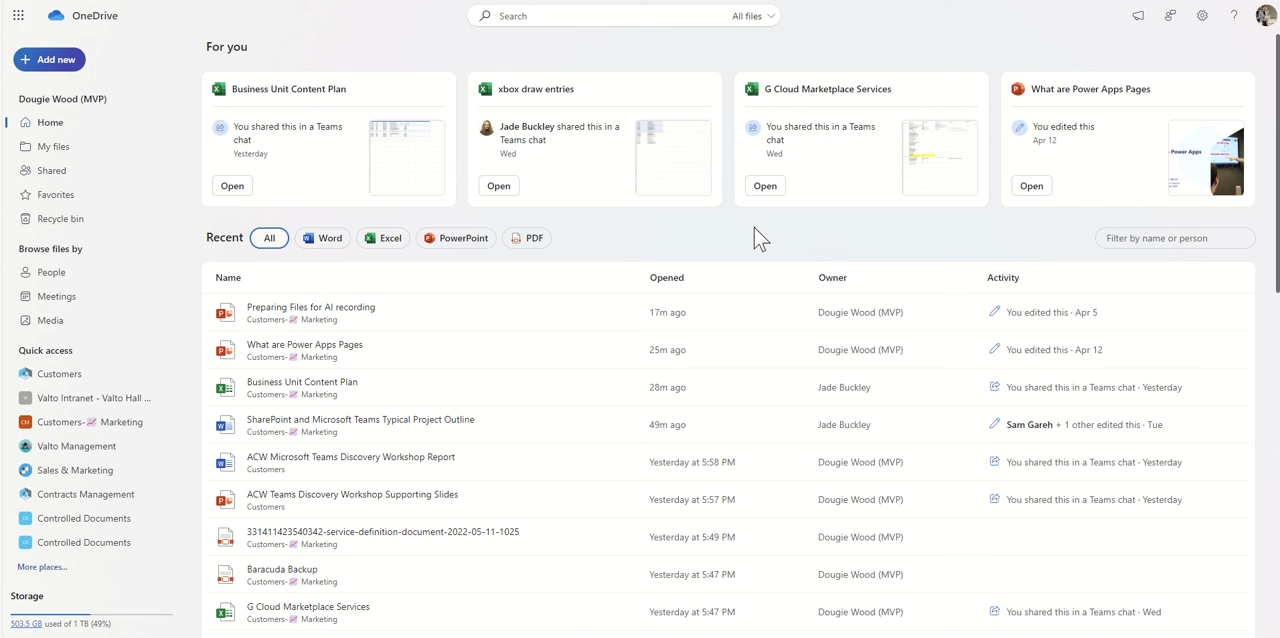 OneDrive
Search
All files
Add new
Dougie Wood (MVP)
Home
My files
Shared
Favorites
Recycle bin
Browse files by
People
Meetings
Media
Quick access
Customers
Valto Intranet - Valto Hall ...
CM Customers-📈 Marketing
Valto Management
Sales & Marketing
Contracts Management
Controlled Documents
Controlled Documents
More places...
Storage
503.5 GB used of 1 TB (49%)
For you
Business Unit Content Plan
You shared this in a Teams
chat
Yesterday
Open
xbox draw entries
Jade Buckley shared this in a
Teams chat
Wed
Open
G Cloud Marketplace Services
You shared this in a Teams
chat
Wed
Open
What are Power Apps Pages
You edited this
Apr 12
Power Apps
Open
Recent
All
Word
Excel
PowerPoint
PDF
Filter by name or person
Name Opened Owner Activity
Preparing Files for AI recording
Customers-📈 Marketing
17m ago Dougie Wood (MVP) You edited this · Apr 5
What are Power Apps Pages
Customers-📈 Marketing
25m ago Dougie Wood (MVP) You edited this · Apr 12
Business Unit Content Plan
Customers-📈 Marketing
28m ago Jade Buckley You shared this in a Teams chat · Yesterday
SharePoint and Microsoft Teams Typical Project Outline
Customers-📈 Marketing
49m ago Jade Buckley Sam Gareh + 1 other edited this · Tue
ACW Microsoft Teams Discovery Workshop Report
Customers
Yesterday at 5:58 PM Dougie Wood (MVP) You shared this in a Teams chat · Yesterday
ACW Teams Discovery Workshop Supporting Slides
Customers
Yesterday at 5:57 PM Dougie Wood (MVP) You shared this in a Teams chat · Yesterday
331411423540342-service-definition-document-2022-05-11-1025
Customers-📈 Marketing
Yesterday at 5:49 PM Dougie Wood (MVP)
Baracuda Backup
Customers-📈 Marketing
Yesterday at 5:47 PM Dougie Wood (MVP)
G Cloud Marketplace Services
Customers-📈 Marketing
Yesterday at 5:47 PM Dougie Wood (MVP) You shared this in a Teams chat · Wed